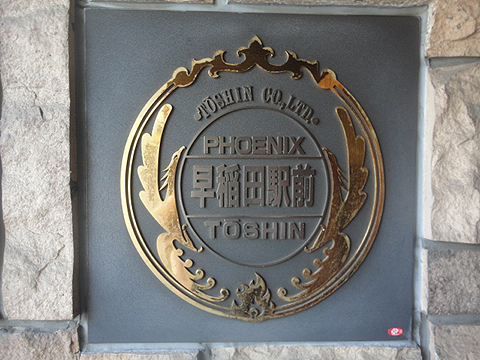 TOSHIN CO.,LTD.
PHOENIX
早稲田駅前
TOSHIN